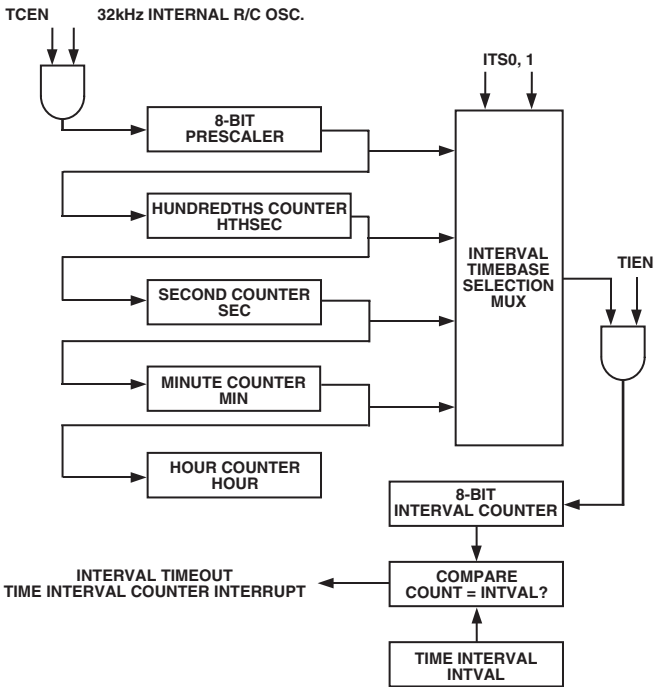 TCEN
32kHz INTERNAL R/C OSC.
ITS0, 1
8-BIT
PRESCALER
HUNDREDTHS COUNTER
HTHSEC
INTERVAL
TIMEBASE
SELECTION
MUX
TIEN
SECOND COUNTER
SEC
MINUTE COUNTER
MIN
HOUR COUNTER
HOUR
8-BIT
INTERVAL COUNTER
INTERVAL TIMEOUT
TIME INTERVAL COUNTER INTERRUPT
COMPARE
COUNT = INTVAL?
TIME INTERVAL
INTVAL